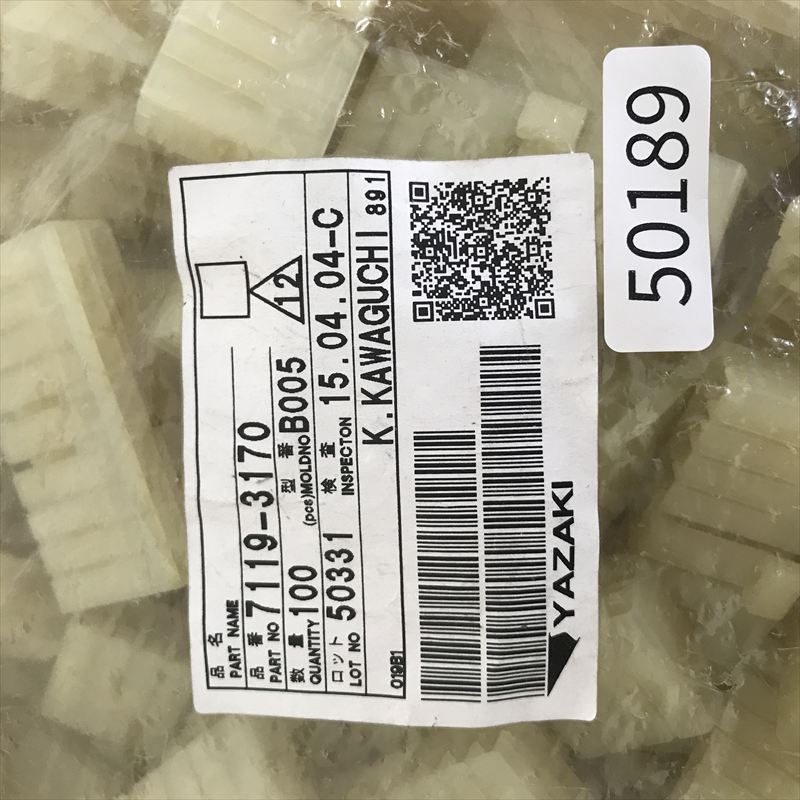 品名
PART NAME
品番 7119-3170
PART NO
数量 100 型番 B005
QUANTITY (pcs) MOLDNO
12
ロット 50331 検査 15.04.04-C
LOT NO INSPECTON
K.KAWAGUCHI 891
019B1
YAZAKI
50189